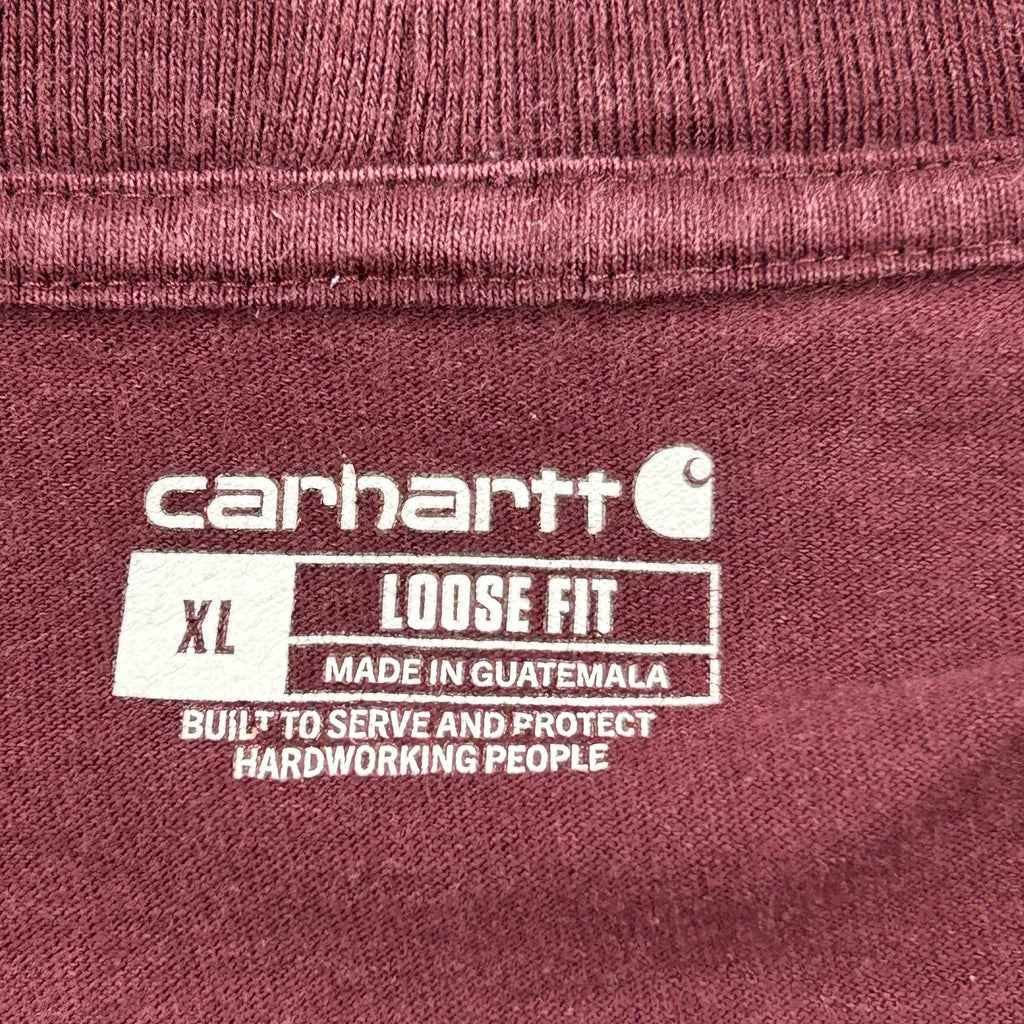 carhartt
XL
LOOSE FIT
MADE IN GUATEMALA
BUILT TO SERVE AND PROTECT
HARDWORKING PEOPLE